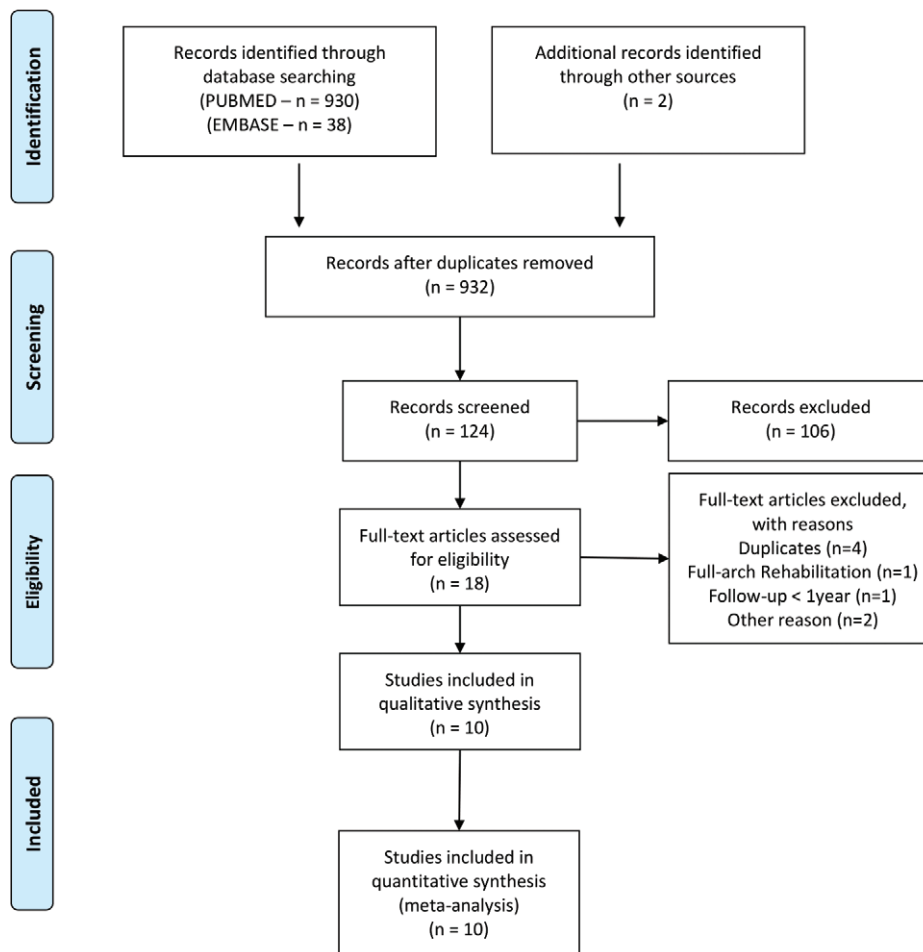 Identification
Records identified through
database searching
(PUBMED – n = 930)
(EMBASE – n = 38)
Additional records identified
through other sources
(n = 2)
Screening
Records after duplicates removed
(n = 932)
Records screened
(n = 124)
Records excluded
(n = 106)
Eligibility
Full-text articles assessed
for eligibility
(n = 18)
Full-text articles excluded,
with reasons
Duplicates (n=4)
Full-arch Rehabilitation (n=1)
Follow-up < 1year (n=1)
Other reason (n=2)
Studies included in
qualitative synthesis
(n = 10)
Included
Studies included in
quantitative synthesis
(meta-analysis)
(n = 10)